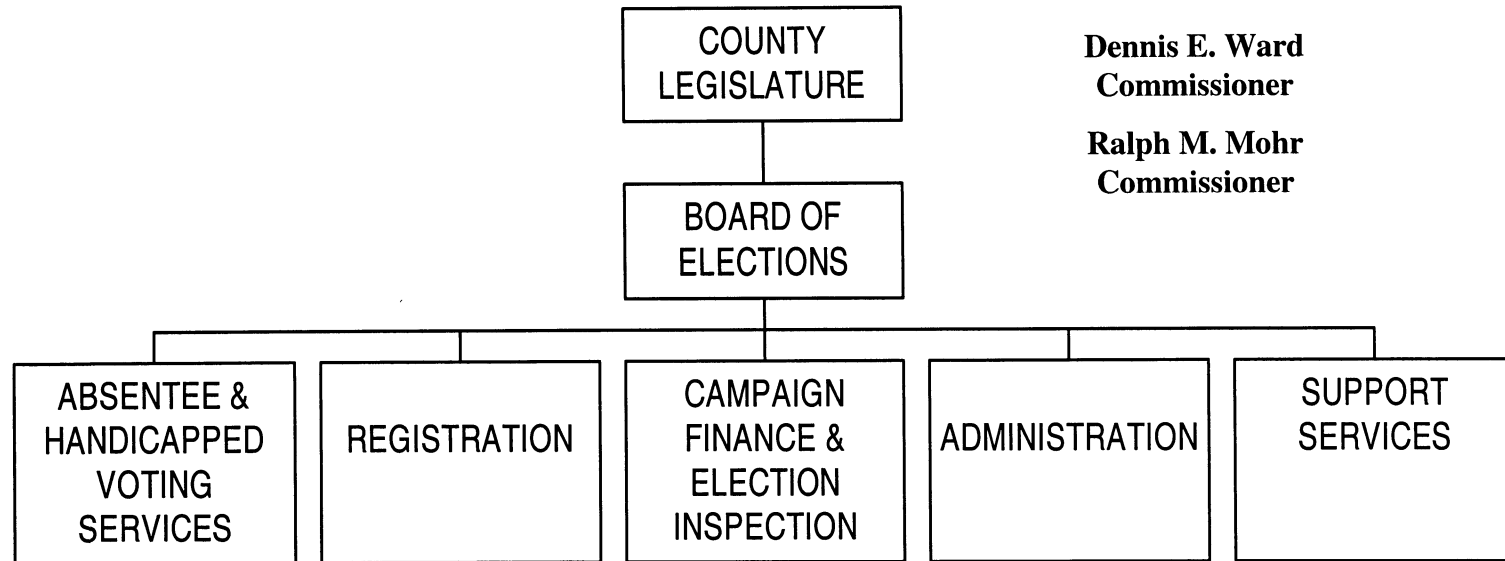 COUNTY
LEGISLATURE
Dennis E. Ward
Commissioner
Ralph M. Mohr
Commissioner
BOARD OF
ELECTIONS
ABSENTEE &
HANDICAPPED
VOTING
SERVICES
REGISTRATION
CAMPAIGN
FINANCE &
ELECTION
INSPECTION
ADMINISTRATION
SUPPORT
SERVICES